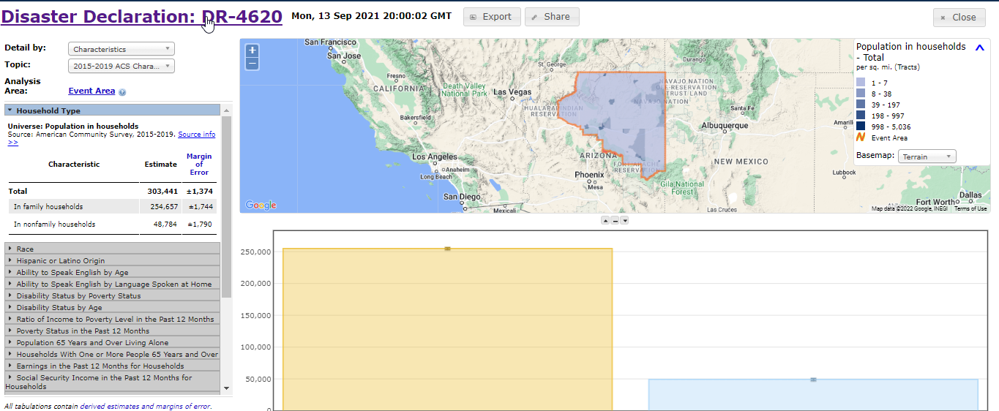 Disaster Declaration: DR-4620 Mon, 13 Sep 2021 20:00:02 GMT Export Share Close
Detail by: Characteristics
Topic: 2015-2019 ACS Chara...
Analysis
Area: Event Area
Household Type
Universe: Population in households
Source: American Community Survey, 2015-2019. Source info
>>
Characteristic Estimate Margin of Error
Total 303,441 ±1,374
In family households 254,657 ±1,744
In nonfamily households 48,784 ±1,790
Race
Hispanic or Latino Origin
Ability to Speak English by Age
Ability to Speak English by Language Spoken at Home
Disability Status by Poverty Status
Disability Status by Age
Ratio of Income to Poverty Level in the Past 12 Months
Poverty Status in the Past 12 Months
Population 65 Years and Over Living Alone
Households With One or More People 65 Years and Over
Earnings in the Past 12 Months for Households
Social Security Income in the Past 12 Months for
Households
All tabulations contain derived estimates and margins of error.
+
−
San Francisco
San Jose
Fresno
CALIFORNIA
Death Valley
National Park
Las Vegas
St. George
Bakersfield
Los Angeles
Anaheim
Long Beach
San Diego
Mexicali
HUALAPAI INDIAN
RESERVATION
ARIZONA
Phoenix
Mesa
FORT APACHE
RESERVATION
Durango
NAVAJO NATION
RESERVATION
TRUST LAND
NAVAJO NATION
Santa Fe
Albuquerque
NEW MEXICO
Gila National
Forest
Las Cruces
Amarill
Lubbock
Dallas
Fort Worth
Google
Map data ©2022 Google, INEGI Terms of Use
Population in households
- Total
per sq. mi. (Tracts)
1 - 7
8 - 38
39 - 197
198 - 997
998 - 5,036
Event Area
Basemap: Terrain
250,000
200,000
150,000
100,000
50,000
0